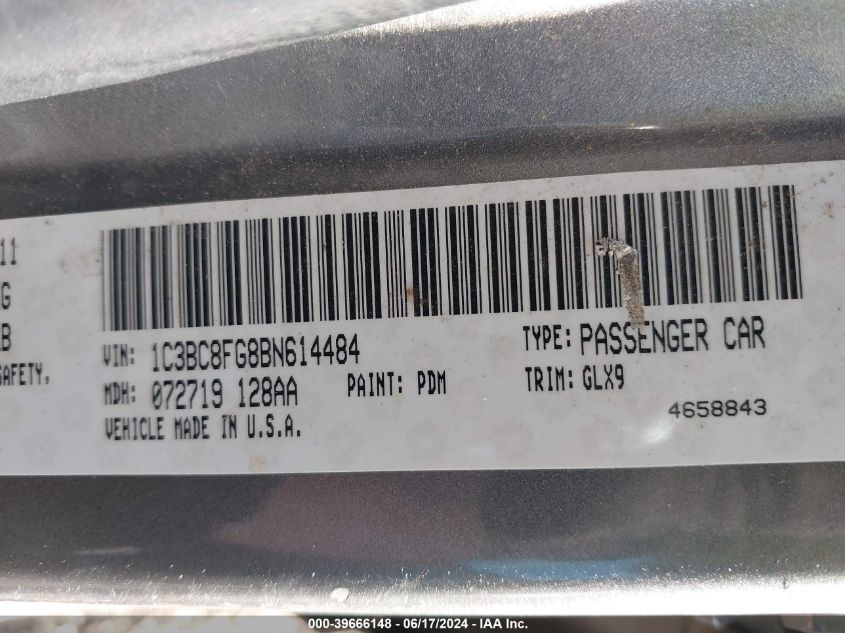 11
G
LB
SAFETY,
VIN: 1C3BC8FG8BN614484
TYPE: PASSENGER CAR
MDH: 072719 128AA
PAINT: PDM
TRIM: GLX9
VEHICLE MADE IN U.S.A.
4658843
000-39666148 - 06/17/2024 - IAA Inc.